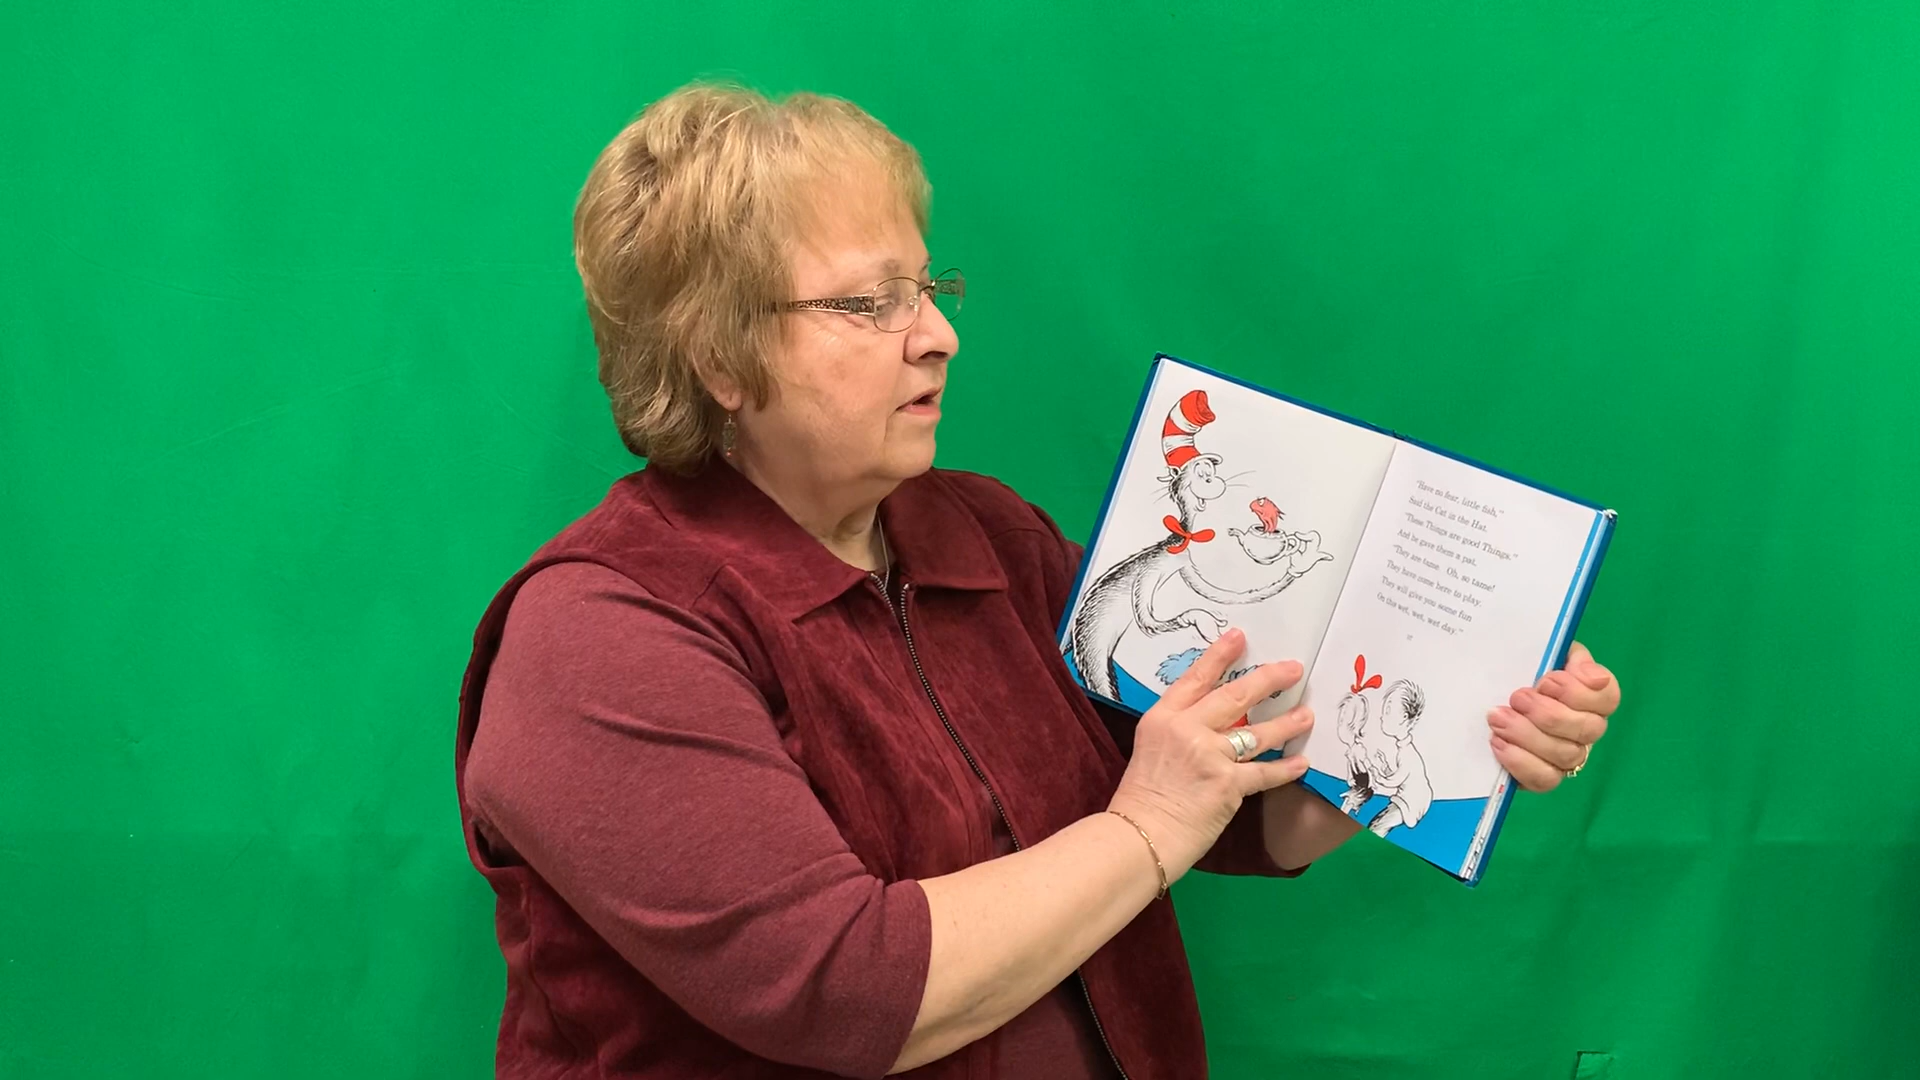 "Have no fear, little fish,"
Said the Cat in the Hat.
"These Things are good Things."
And he gave them a pat.
"They are tame. Oh, so tame!
They have come here to play.
They will give you some fun
On this wet, wet, wet day."